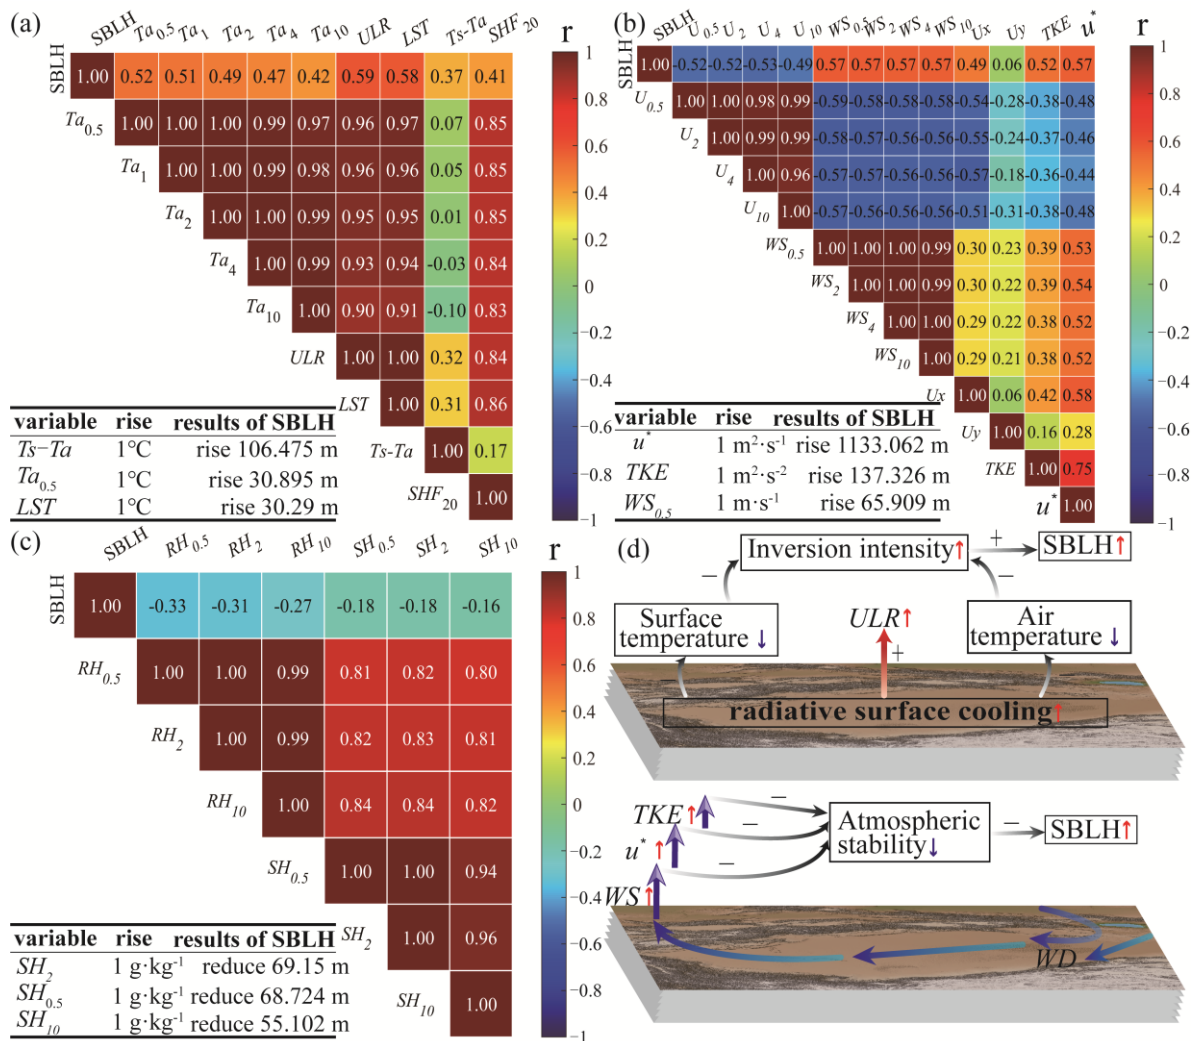 (a)
SBLH Ta0.5 Ta1 Ta2 Ta4 Ta10 ULR LST Ts-Ta SHF20 r
SBLH 1.00 0.52 0.51 0.49 0.47 0.42 0.59 0.58 0.37 0.41
Ta0.5 1.00 1.00 1.00 0.99 0.97 0.96 0.97 0.07 0.85
Ta1 1.00 1.00 0.99 0.98 0.96 0.96 0.05 0.85
Ta2 1.00 1.00 0.99 0.95 0.95 0.01 0.85
Ta4 1.00 0.99 0.93 0.94 -0.03 0.84
Ta10 1.00 0.90 0.91 -0.10 0.83
ULR 1.00 1.00 0.32 0.84
LST 1.00 0.31 0.86
Ts-Ta 1.00 0.17
SHF20 1.00
1
0.8
0.6
0.4
0.2
0
-0.2
-0.4
-0.6
-0.8
-1
variable rise results of SBLH
Ts-Ta 1°C rise 106.475 m
Ta0.5 1°C rise 30.895 m
LST 1°C rise 30.29 m
(b)
SBLH U0.5 U2 U4 U10 WS0.5 WS2 WS4 WS10 Ux Uy TKE u* r
SBLH 1.00 -0.52 -0.52 -0.53 -0.49 0.57 0.57 0.57 0.57 0.49 0.06 0.52 0.57
U0.5 1.00 1.00 0.98 0.99 -0.59 -0.58 -0.58 -0.58 -0.54 -0.28 -0.38 -0.48
U2 1.00 0.99 0.99 -0.58 -0.57 -0.56 -0.56 -0.55 -0.24 -0.37 -0.46
U4 1.00 0.96 -0.57 -0.57 -0.56 -0.56 -0.57 -0.18 -0.36 -0.44
U10 1.00 -0.57 -0.56 -0.56 -0.56 -0.51 -0.31 -0.38 -0.48
WS0.5 1.00 1.00 1.00 0.99 0.30 0.23 0.39 0.53
WS2 1.00 1.00 0.99 0.30 0.22 0.39 0.54
WS4 1.00 1.00 0.29 0.22 0.38 0.52
WS10 1.00 0.29 0.21 0.38 0.52
Ux 1.00 0.06 0.42 0.58
Uy 1.00 0.16 0.28
TKE 1.00 0.75
u* 1.00
1
0.8
0.6
0.4
0.2
0
-0.2
-0.4
-0.6
-0.8
-1
variable rise results of SBLH
u* 1 m²·s⁻¹ rise 1133.062 m
TKE 1 m²·s⁻² rise 137.326 m
WS0.5 1 m·s⁻¹ rise 65.909 m
(c)
SBLH RH0.5 RH2 RH10 SH0.5 SH2 SH10 r
SBLH 1.00 -0.33 -0.31 -0.27 -0.18 -0.18 -0.16
RH0.5 1.00 1.00 0.99 0.81 0.82 0.80
RH2 1.00 0.99 0.82 0.83 0.81
RH10 1.00 0.84 0.84 0.82
SH0.5 1.00 1.00 0.94
SH2 1.00 0.96
SH10 1.00
1
0.8
0.6
0.4
0.2
0
-0.2
-0.4
-0.6
-0.8
-1
variable rise results of SBLH
SH2 1 g·kg⁻¹ reduce 69.15 m
SH0.5 1 g·kg⁻¹ reduce 68.724 m
SH10 1 g·kg⁻¹ reduce 55.102 m
(d)
Inversion intensity↑ + SBLH↑
− −
Surface
temperature ↓
ULR↑
+
Air
temperature ↓
radiative surface cooling↑
TKE ↑ −
u* ↑ −
WS ↑ −
Atmospheric
stability↓
− SBLH↑
WD